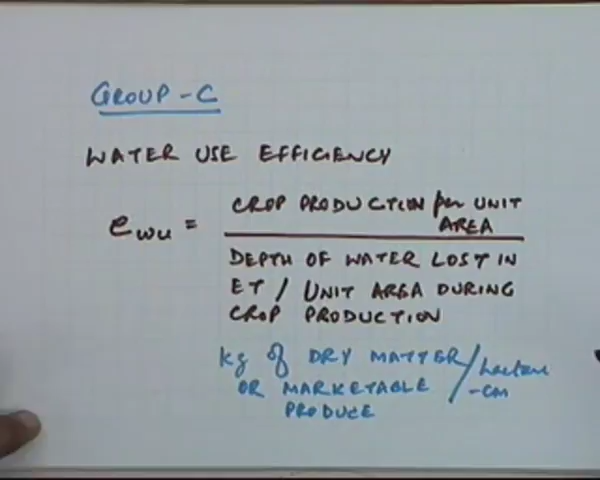 GROUP - C
WATER USE EFFICIENCY
ewu = CROP PRODUCTION per UNIT AREA
DEPTH OF WATER LOST IN
ET / UNIT AREA DURING
CROP PRODUCTION
kg of DRY MATTER / hectare
OR MARKETABLE - cm
PRODUCE